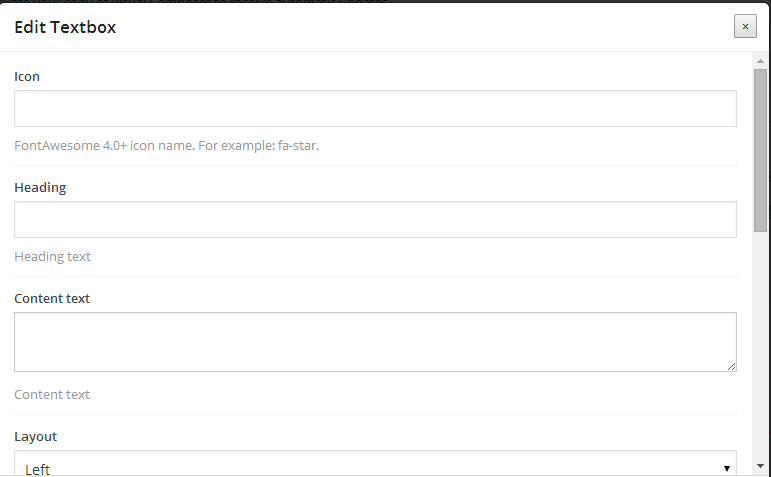 Edit Textbox
×
Icon
FontAwesome 4.0+ icon name. For example: fa-star.
Heading
Heading text
Content text
Content text
Layout
Left